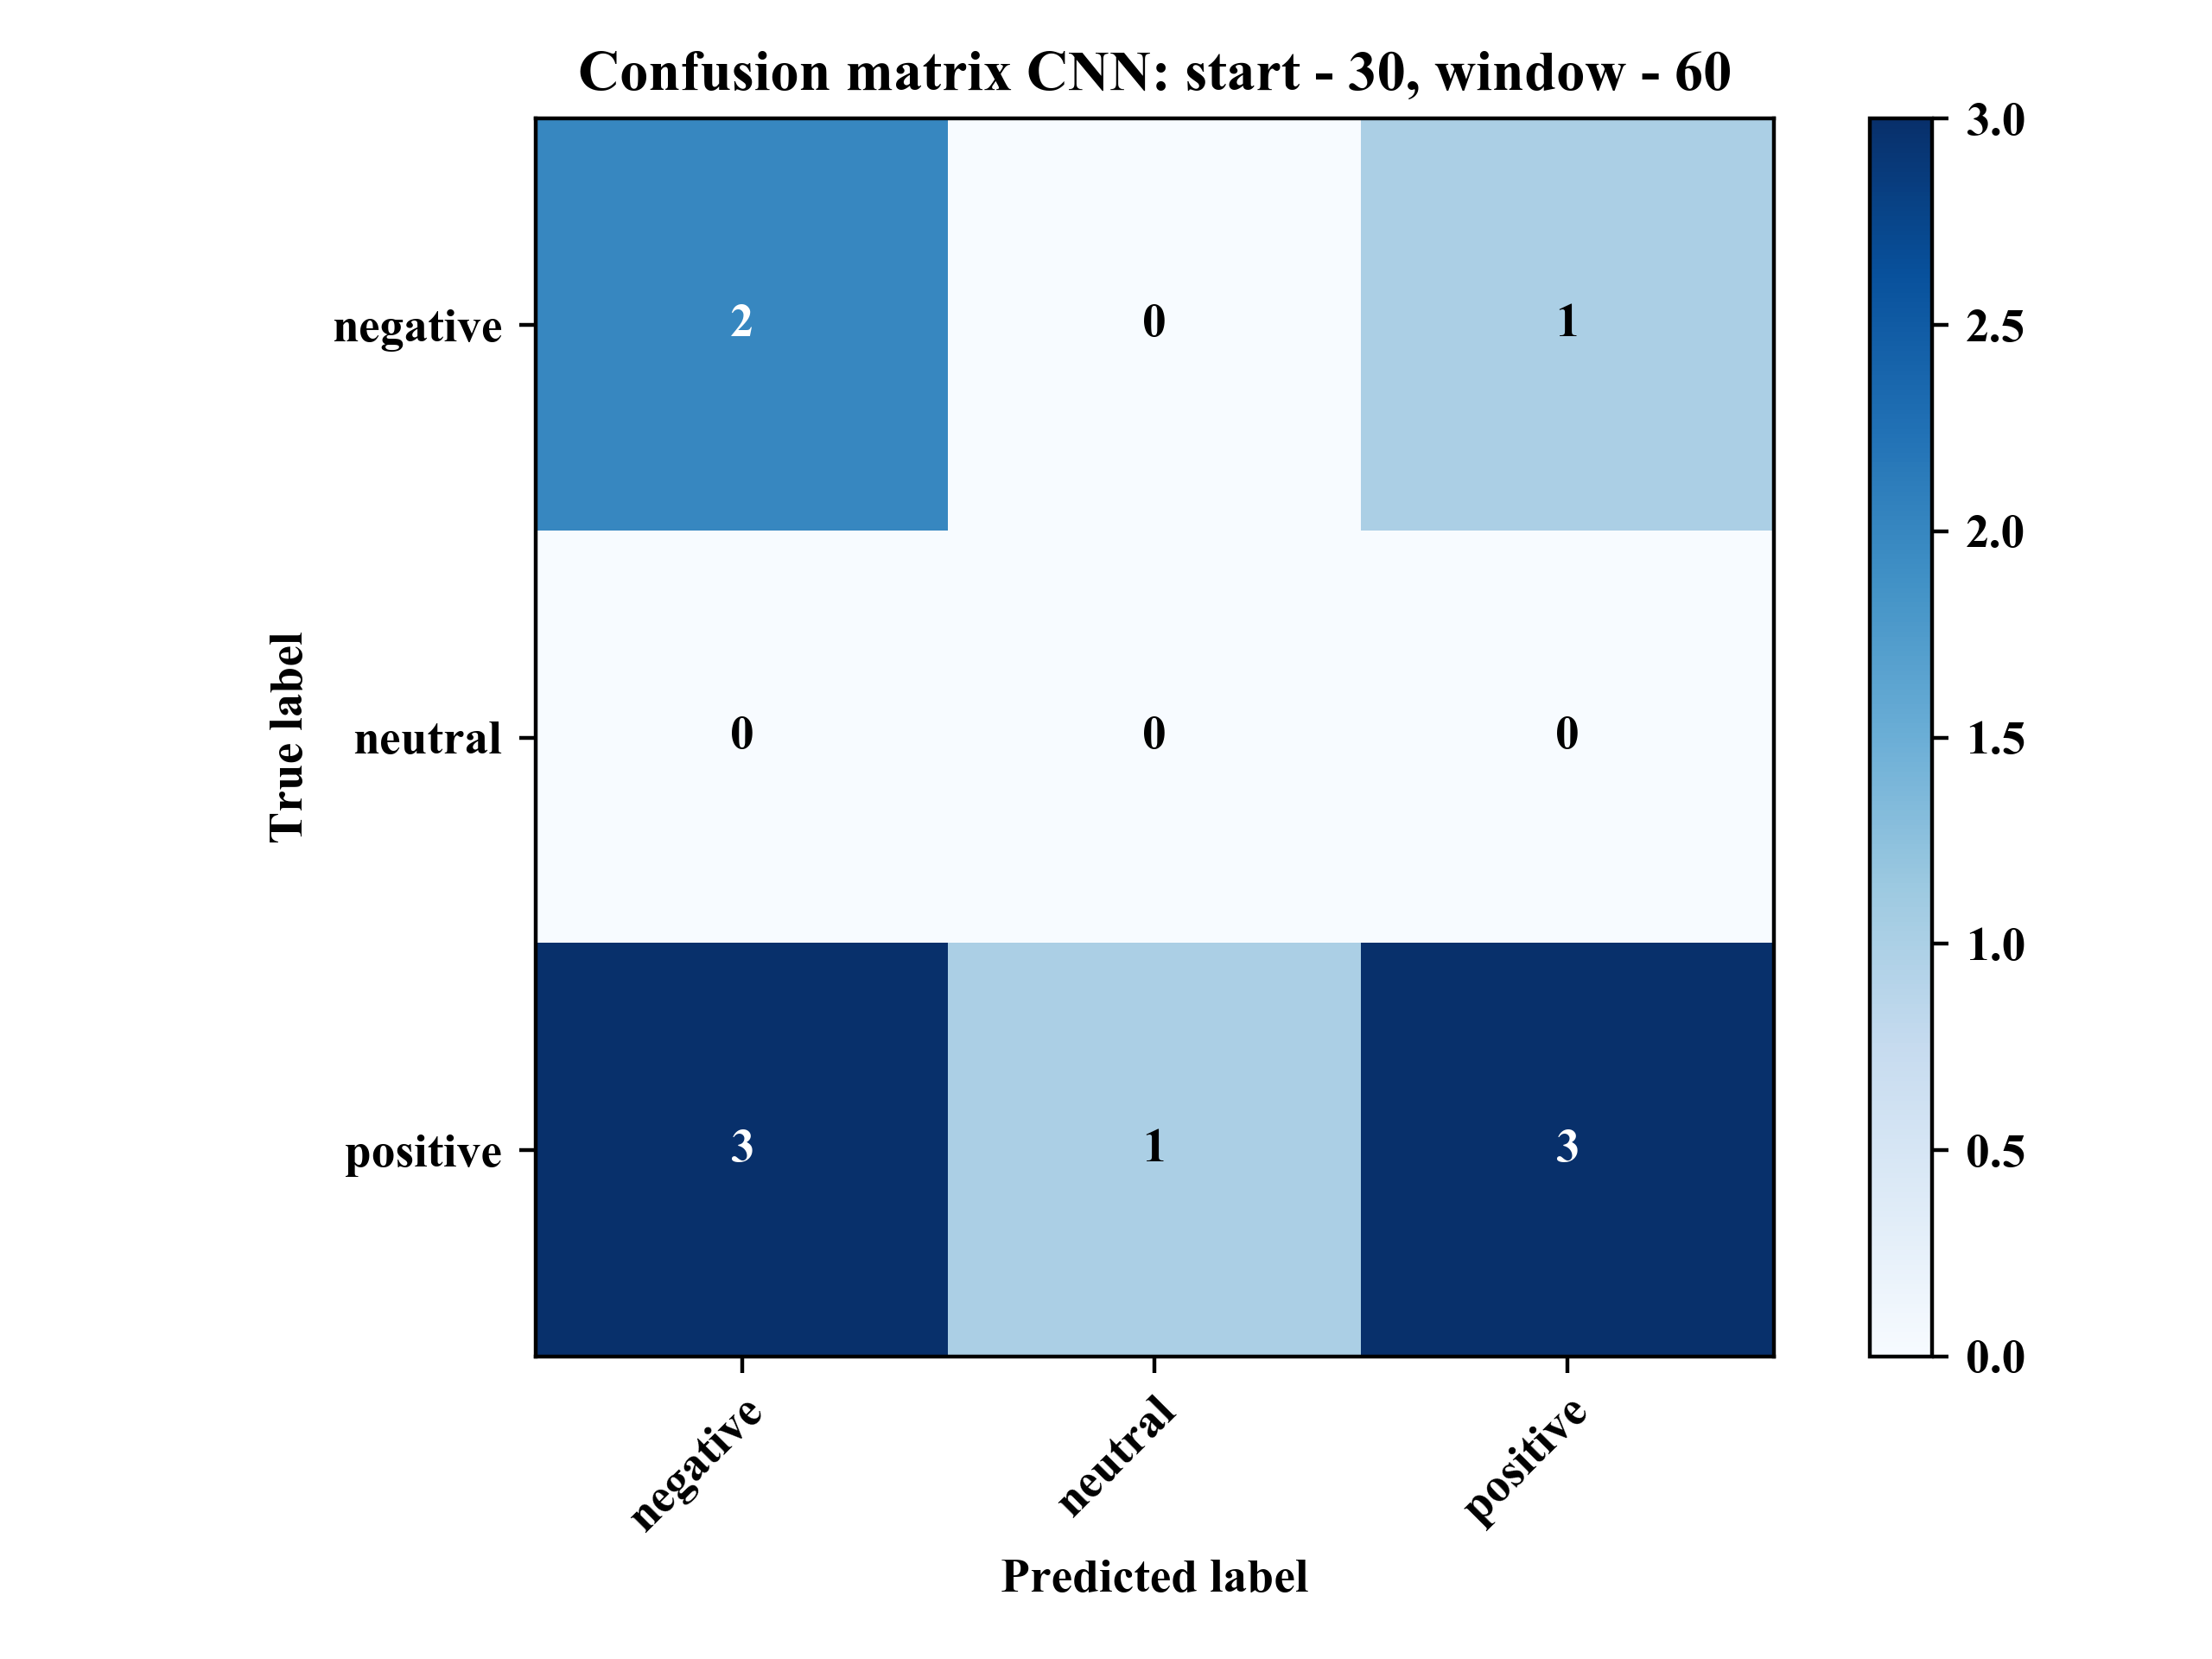 Confusion matrix CNN: start - 30, window - 60
True label
negative
2
0
1
neutral
0
0
0
positive
3
1
3
negative
neutral
positive
Predicted label
3.0
2.5
2.0
1.5
1.0
0.5
0.0